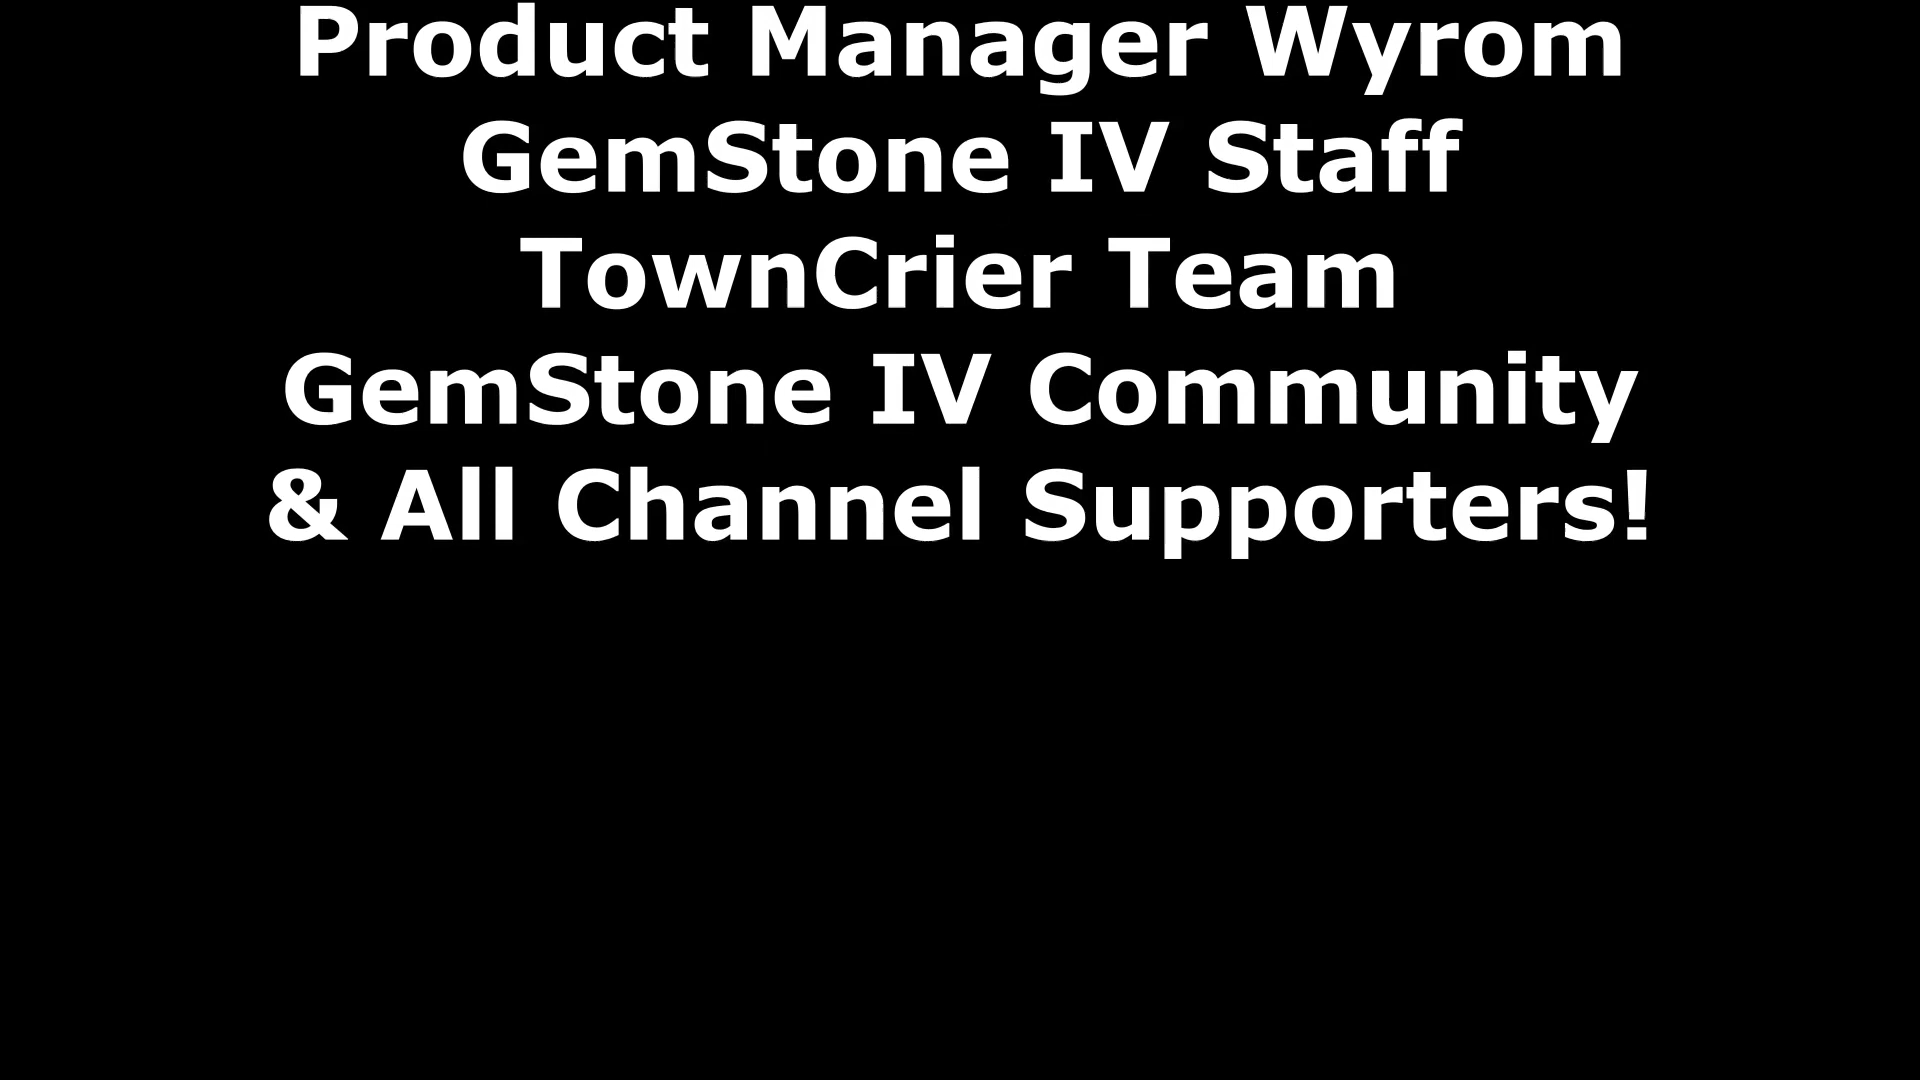 Product Manager Wyrom
GemStone IV Staff
TownCrier Team
GemStone IV Community
& All Channel Supporters!